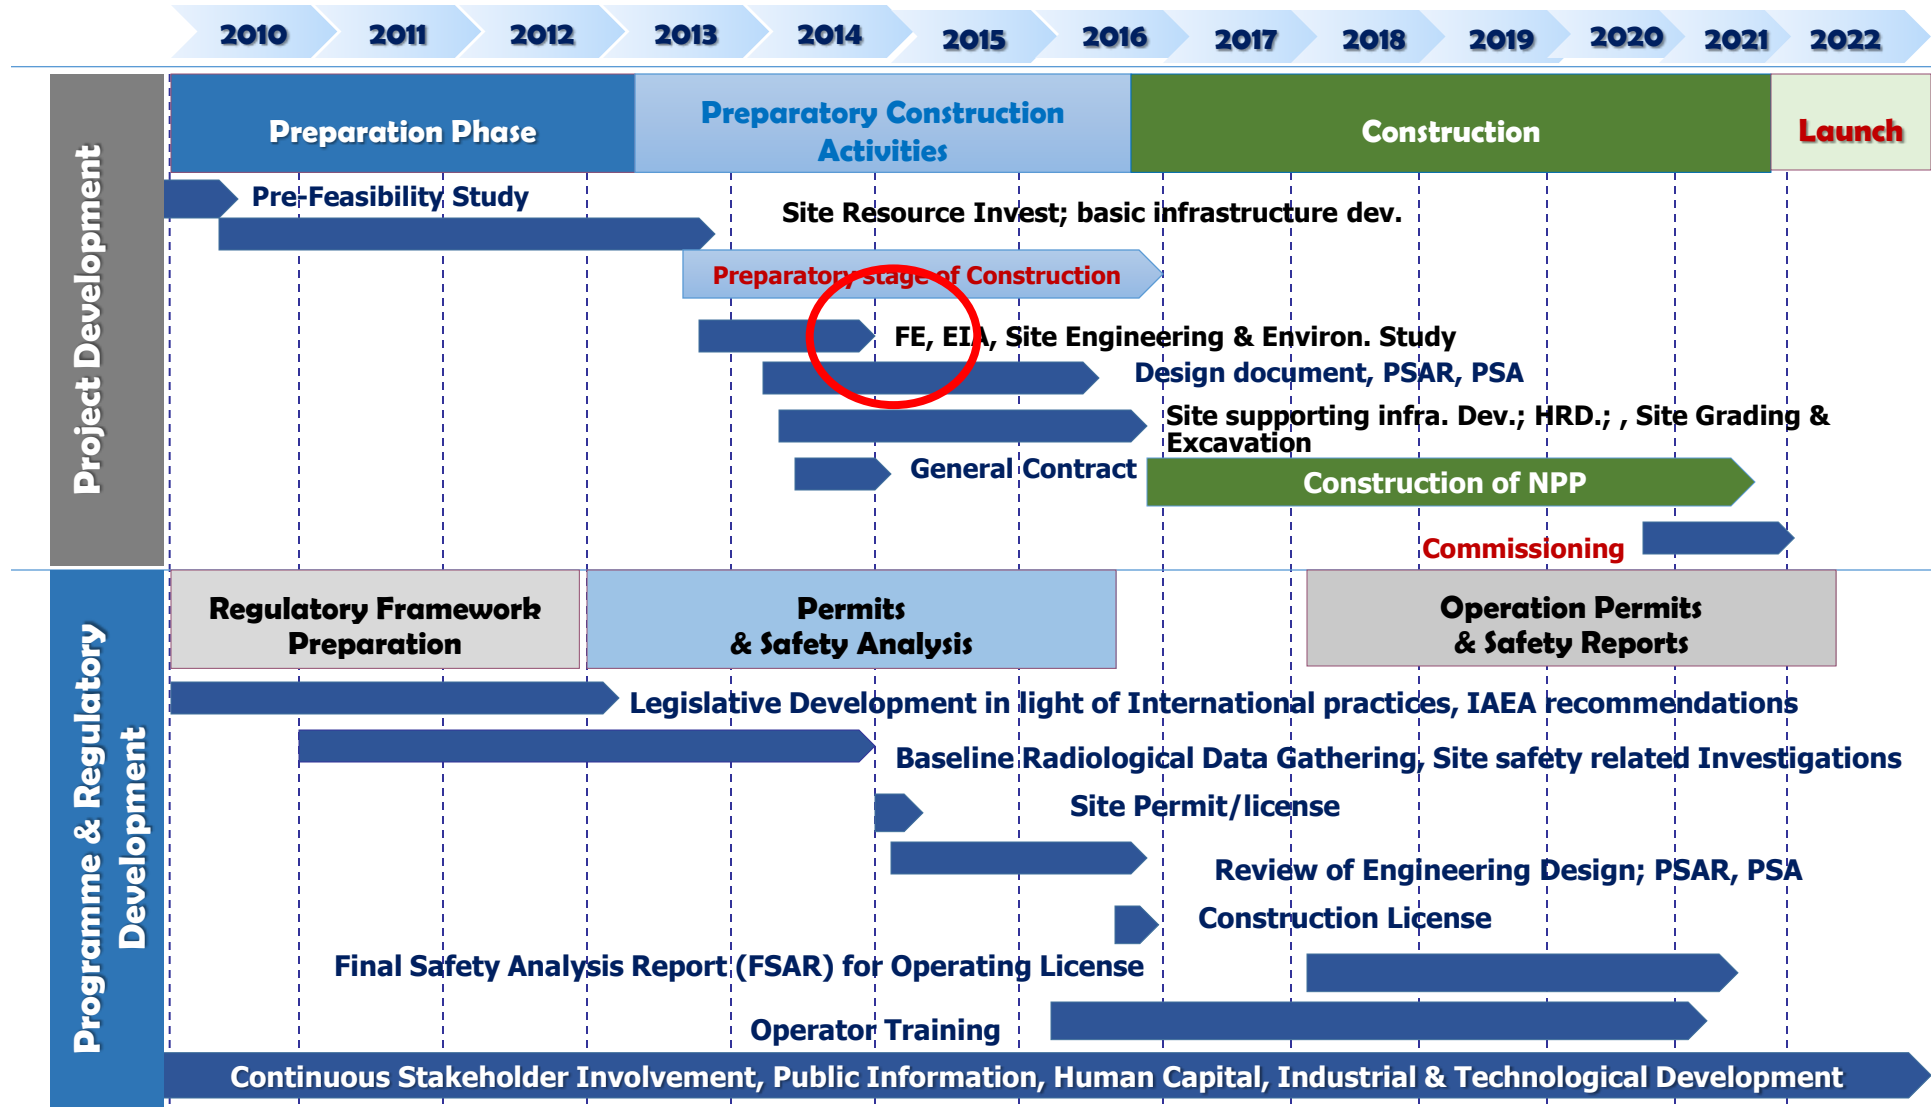 2010 2011 2012 2013 2014 2015 2016 2017 2018 2019 2020 2021 2022
Project Development
Preparation Phase
Preparatory Construction
Activities
Construction
Launch
Pre-Feasibility Study
Site Resource Invest; basic infrastructure dev.
Preparatory stage of Construction
FE, EIA, Site Engineering & Environ. Study
Design document, PSAR, PSA
Site supporting infra. Dev.; HRD.; , Site Grading &
Excavation
General Contract
Construction of NPP
Commissioning
Programme & Regulatory
Development
Regulatory Framework
Preparation
Permits
& Safety Analysis
Operation Permits
& Safety Reports
Legislative Development in light of International practices, IAEA recommendations
Baseline Radiological Data Gathering, Site safety related Investigations
Site Permit/license
Review of Engineering Design; PSAR, PSA
Construction License
Final Safety Analysis Report (FSAR) for Operating License
Operator Training
Continuous Stakeholder Involvement, Public Information, Human Capital, Industrial & Technological Development